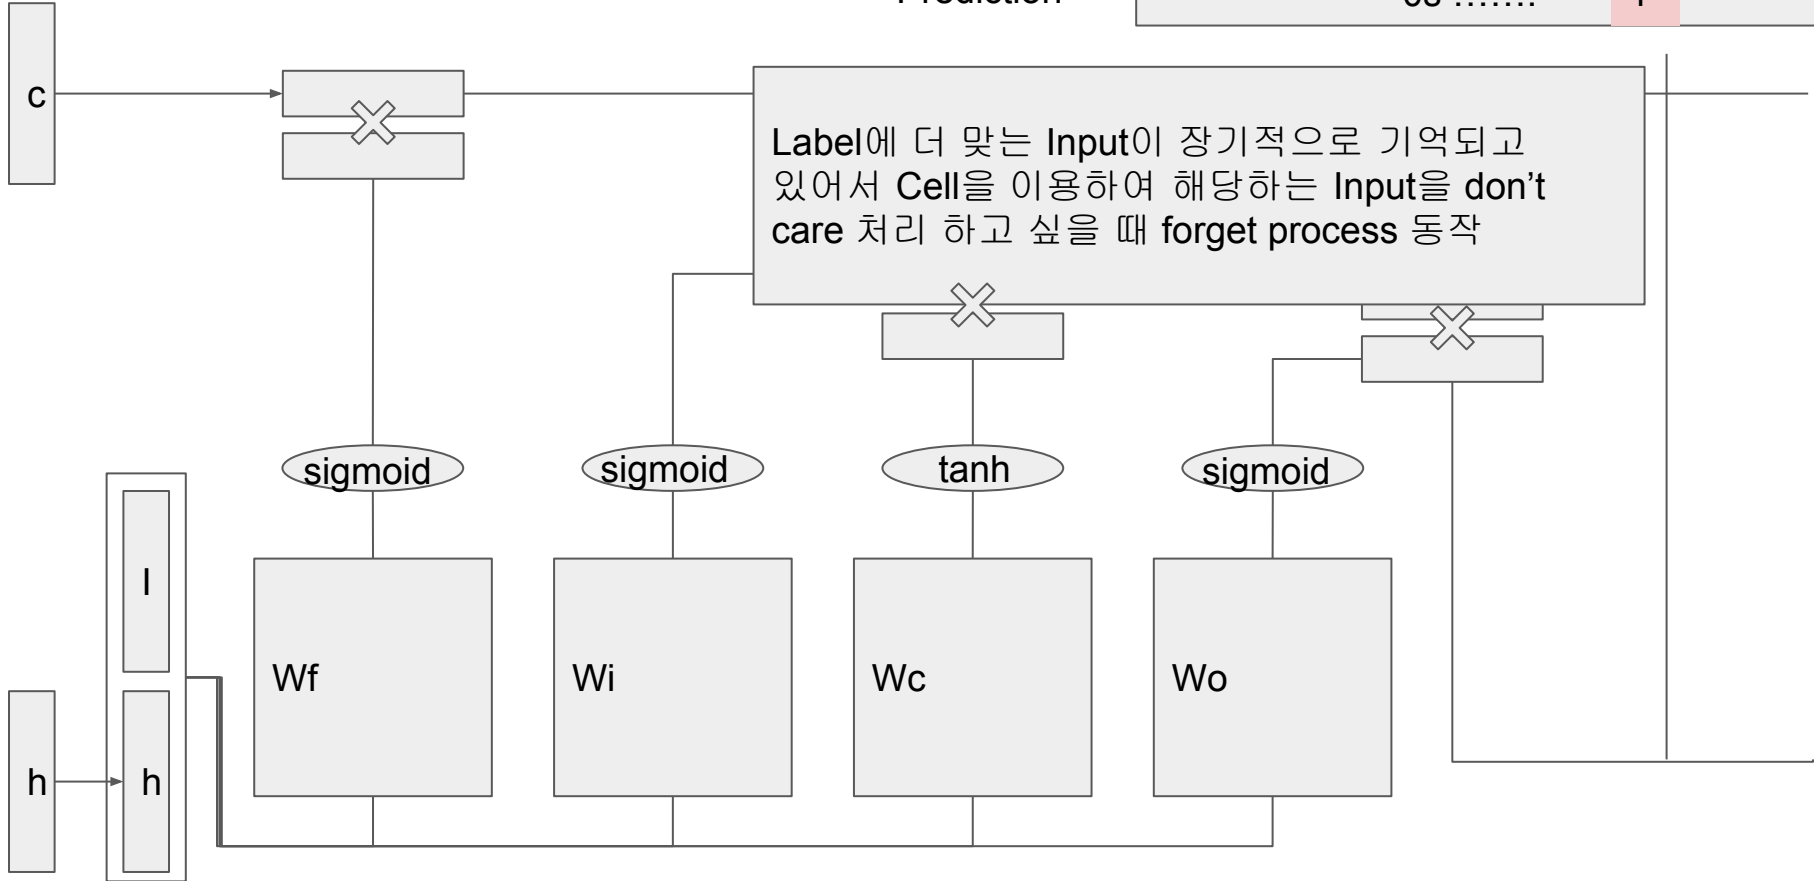 Prediction
c
Label에 더 맞는 Input이 장기적으로 기억되고
있어서 Cell을 이용하여 해당하는 Input을 don't
care 처리 하고 싶을 때 forget process 동작
sigmoid
sigmoid
tanh
sigmoid
I
Wf
Wi
Wc
Wo
h
h